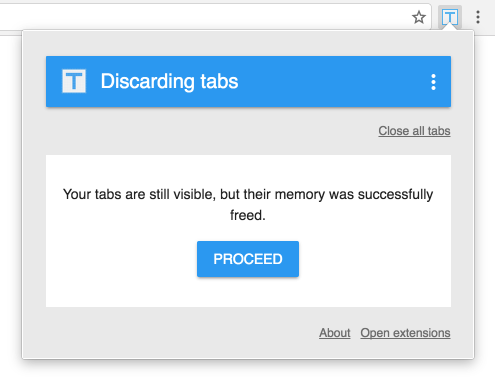 T
T Discarding tabs
Close all tabs
Your tabs are still visible, but their memory was successfully
freed.
PROCEED
About Open extensions